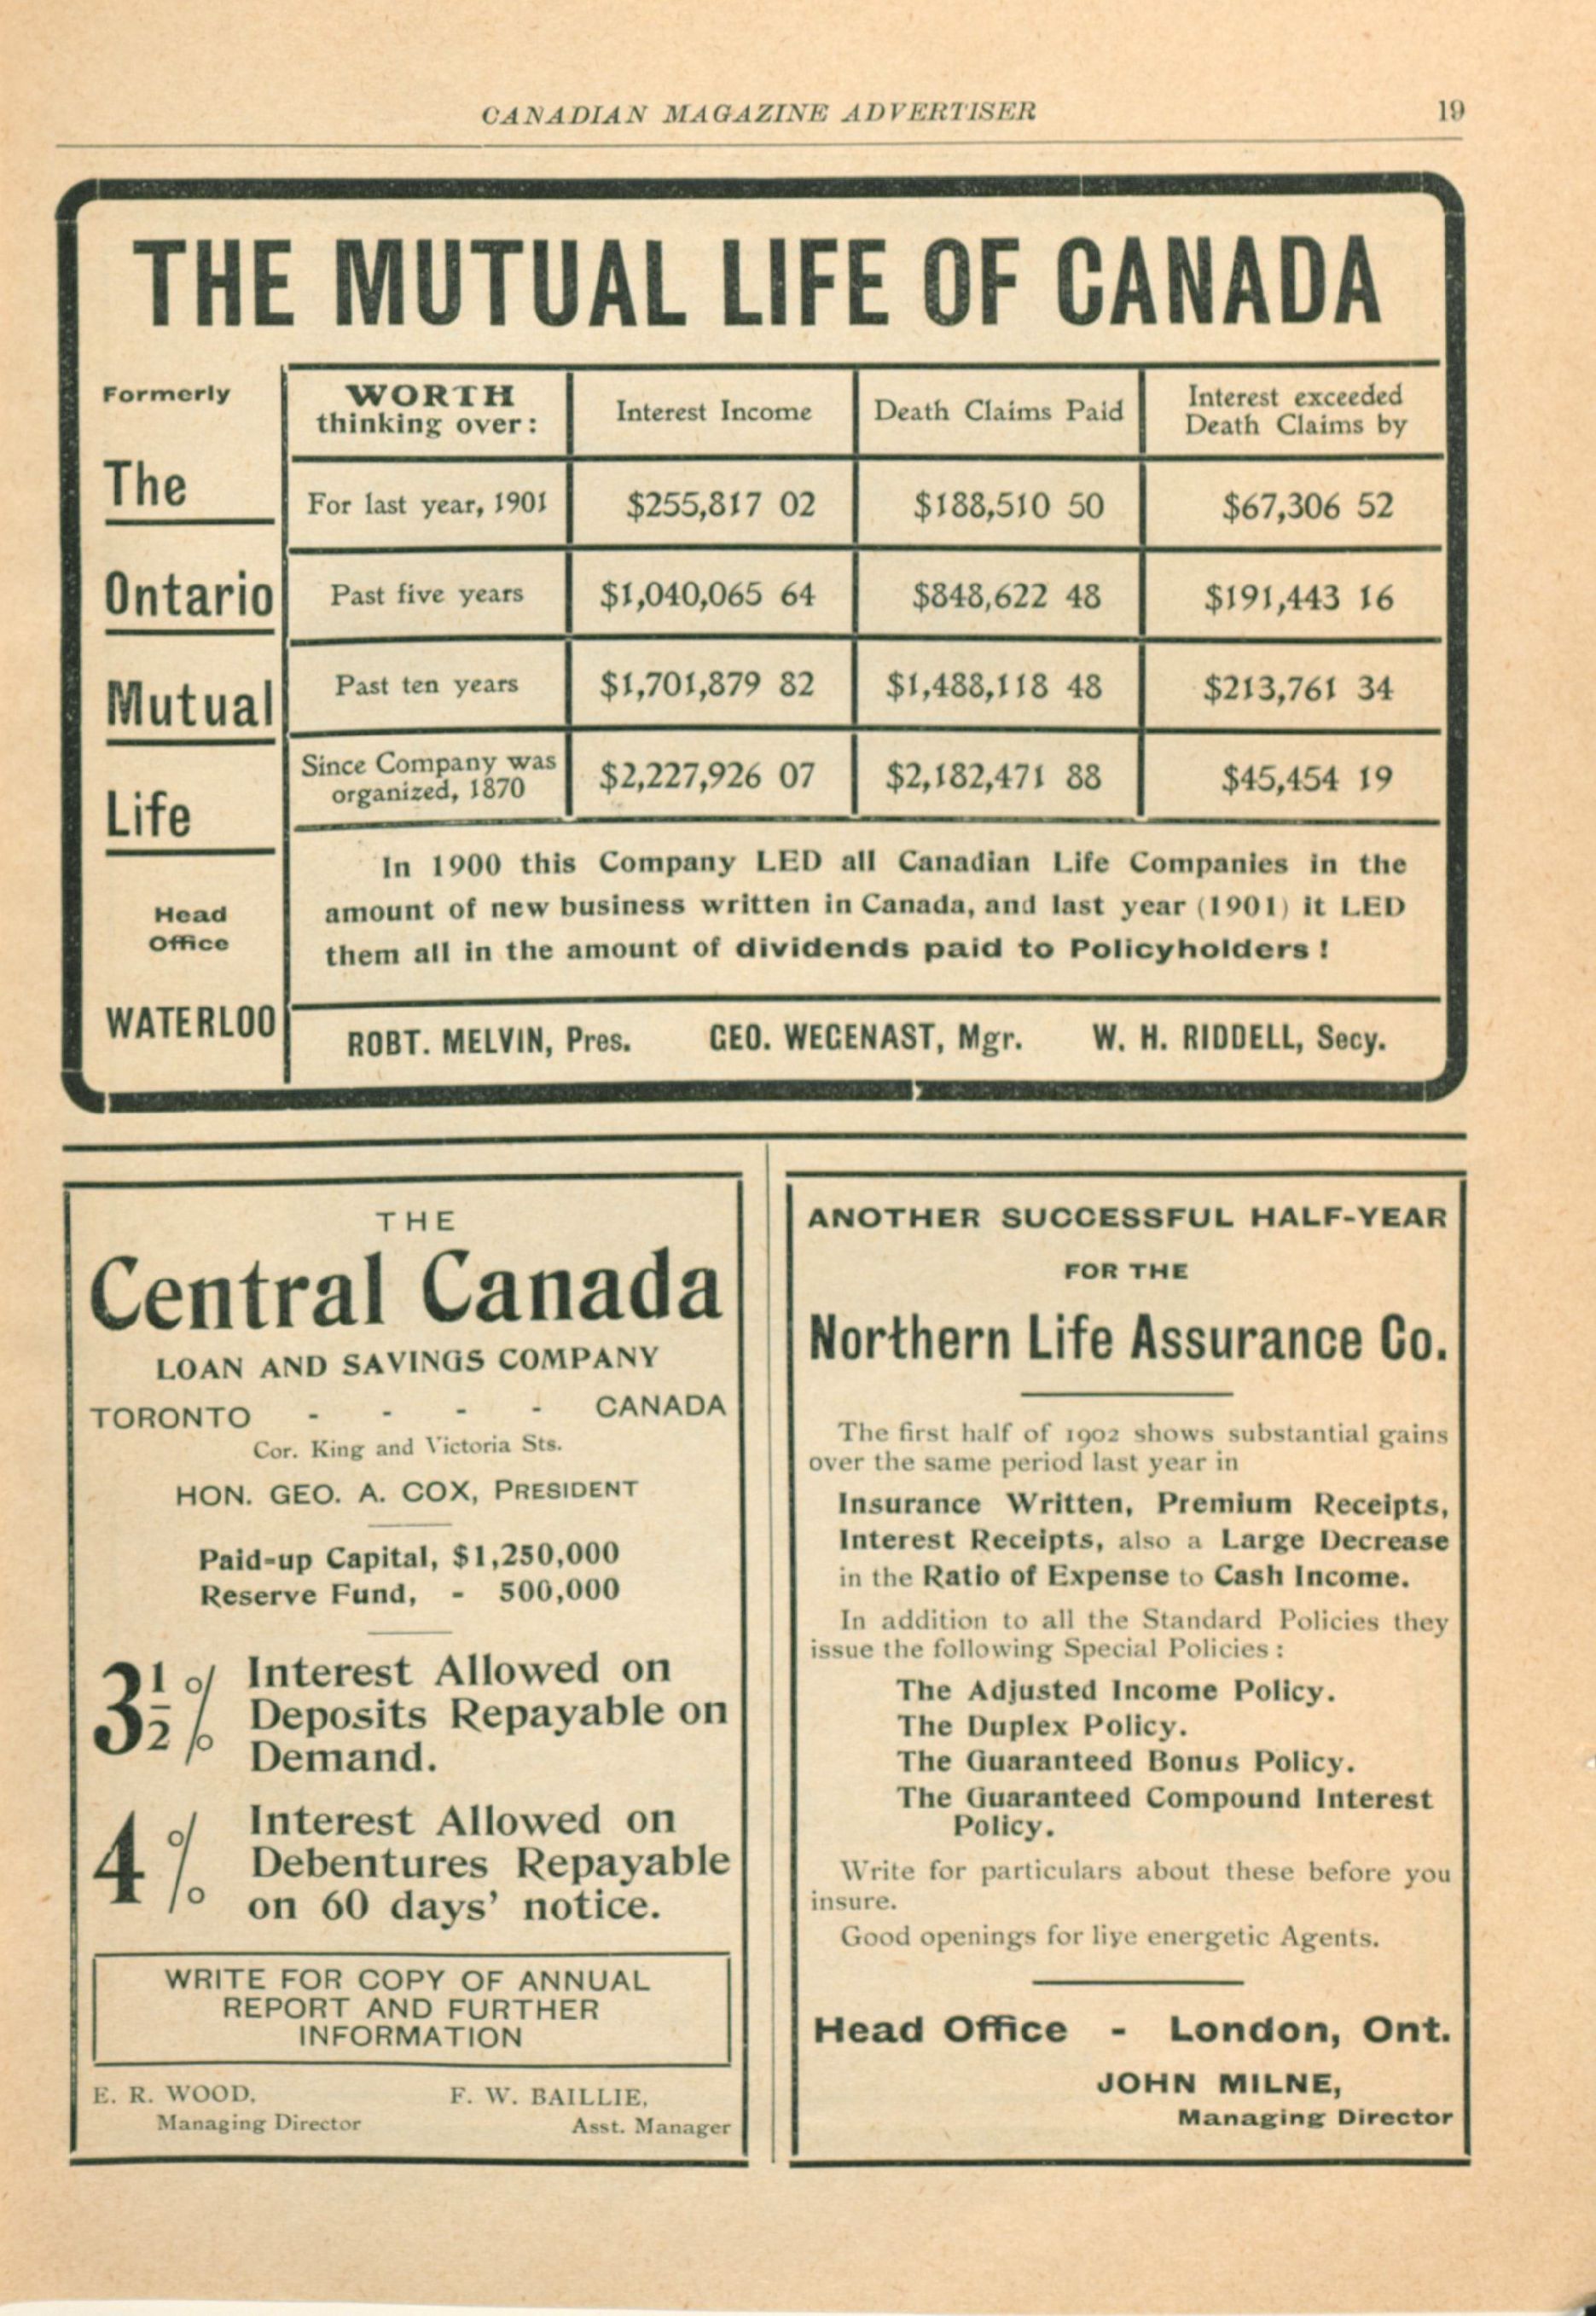 CANADIAN MAGAZINE ADVERTISER 19
THE MUTUAL LIFE OF CANADA
Formerly
The
Ontario
Mutual
Life
Head
Office
WATERLOO
WORTH thinking over: Interest Income Death Claims Paid Interest exceeded Death Claims by
For last year, 1901 $255,817 02 $188,510 50 $67,306 52
Past five years $1,040,065 64 $848,622 48 $191,443 16
Past ten years $1,701,879 82 $1,488,118 48 $213,761 34
Since Company was organized, 1870 $2,227,926 07 $2,182,471 88 $45,454 19
In 1900 this Company LED all Canadian Life Companies in the
amount of new business written in Canada, and last year (1901) it LED
them all in the amount of dividends paid to Policyholders!
ROBT. MELVIN, Pres. GEO. WEGENAST, Mgr. W. H. RIDDELL, Secy.
THE
Central Canada
LOAN AND SAVINGS COMPANY
TORONTO - - - - CANADA
Cor. King and Victoria Sts.
HON. GEO. A. COX, PRESIDENT
Paid-up Capital, $1,250,000
Reserve Fund, - 500,000
3½% Interest Allowed on
Deposits Repayable on
Demand.
4% Interest Allowed on
Debentures Repayable
on 60 days' notice.
WRITE FOR COPY OF ANNUAL
REPORT AND FURTHER
INFORMATION
E. R. WOOD, F. W. BAILLIE,
Managing Director Asst. Manager
ANOTHER SUCCESSFUL HALF-YEAR
FOR THE
Northern Life Assurance Co.
The first half of 1902 shows substantial gains
over the same period last year in
Insurance Written, Premium Receipts,
Interest Receipts, also a Large Decrease
in the Ratio of Expense to Cash Income.
In addition to all the Standard Policies they
issue the following Special Policies:
The Adjusted Income Policy.
The Duplex Policy.
The Guaranteed Bonus Policy.
The Guaranteed Compound Interest
Policy.
Write for particulars about these before you
insure.
Good openings for live energetic Agents.
Head Office - London, Ont.
JOHN MILNE,
Managing Director